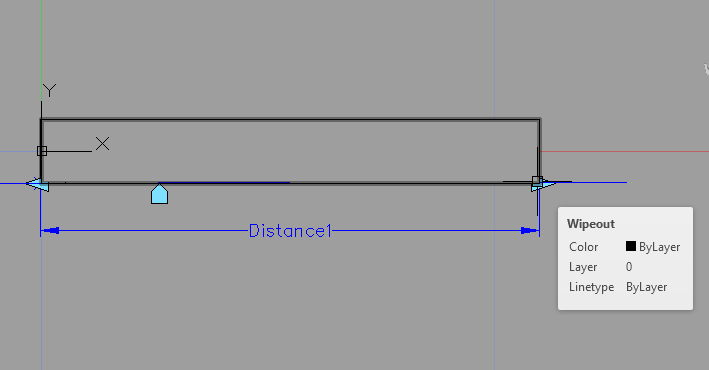 Y
X
Distance1
Wipeout
Color ByLayer
Layer 0
Linetype ByLayer